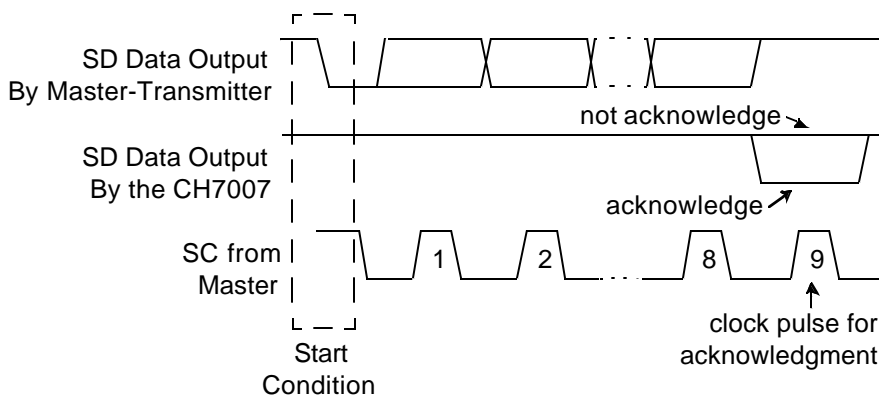 SD Data Output
By Master-Transmitter
not acknowledge
SD Data Output
By the CH7007
acknowledge
SC from
Master
1
2
8
9
clock pulse for
acknowledgment
Start
Condition